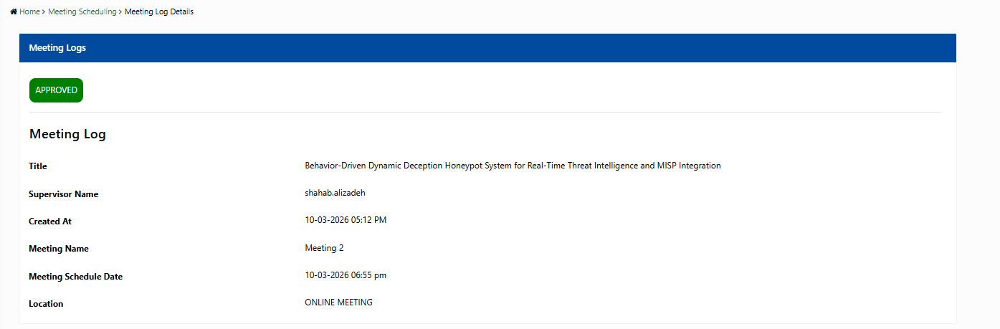 Home > Meeting Scheduling > Meeting Log Details
Meeting Logs
APPROVED
Meeting Log
Title Behavior-Driven Dynamic Deception Honeypot System for Real-Time Threat Intelligence and MISP Integration
Supervisor Name shahab.alizadeh
Created At 10-03-2026 05:12 PM
Meeting Name Meeting 2
Meeting Schedule Date 10-03-2026 06:55 pm
Location ONLINE MEETING